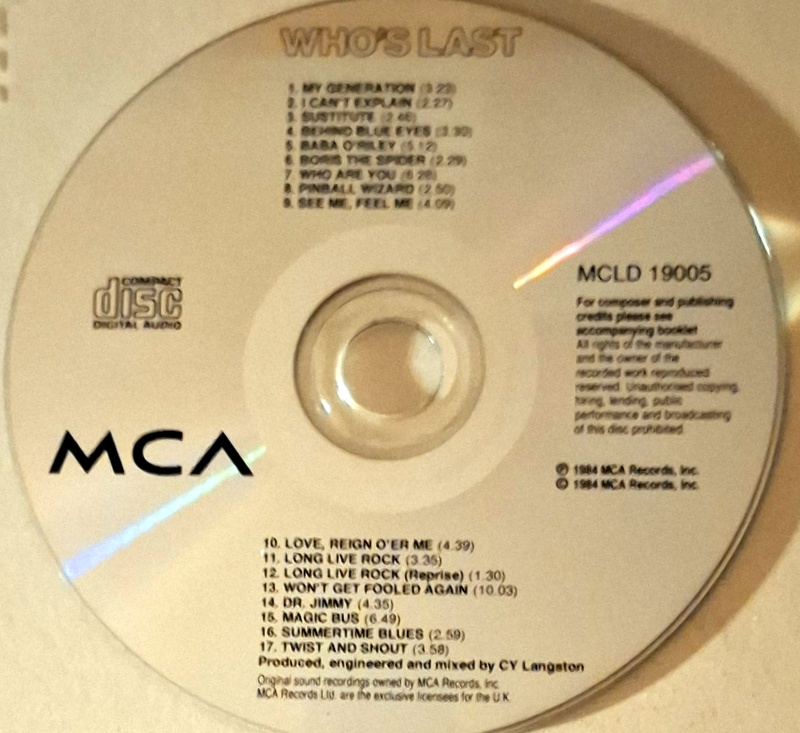 WHO'S LAST
1. MY GENERATION (3.23)
2. I CAN'T EXPLAIN (2.27)
3. SUSTITUTE (2.46)
4. BEHIND BLUE EYES (3.30)
5. BABA O'RILEY (5.12)
6. BORIS THE SPIDER (2.29)
7. WHO ARE YOU (6.26)
8. PINBALL WIZARD (2.50)
9. SEE ME, FEEL ME (4.09)
COMPACT
disc
DIGITAL AUDIO
MCLD 19005
For composer and publishing
credits please see
accompanying booklet
All rights of the manufacturer
and the owner of the
recorded work reproduced
reserved. Unauthorised copying,
hiring, lending, public
performance and broadcasting
of this disc prohibited
MCA
℗ 1984 MCA Records, Inc.
© 1984 MCA Records, Inc.
10. LOVE, REIGN O'ER ME (4.39)
11. LONG LIVE ROCK (3.35)
12. LONG LIVE ROCK (Reprise) (1.30)
13. WON'T GET FOOLED AGAIN (10.03)
14. DR. JIMMY (4.35)
15. MAGIC BUS (6.49)
16. SUMMERTIME BLUES (2.59)
17. TWIST AND SHOUT (3.58)
Produced, engineered and mixed by CY Langston
Original sound recordings owned by MCA Records, Inc.
MCA Records Ltd. are the exclusive licensees for the U.K.